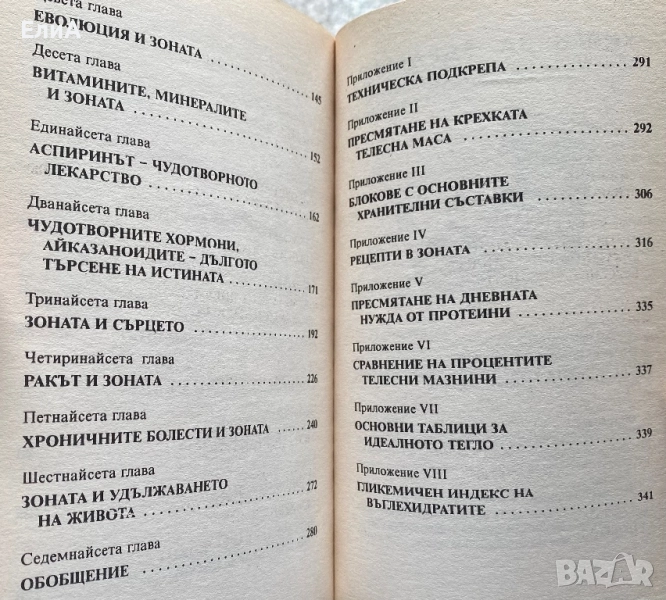 ЕлиА
Девета глава
ЕВОЛЮЦИЯ И ЗОНАТА 145
Десета глава
ВИТАМИНИТЕ, МИНЕРАЛИТЕ
И ЗОНАТА 152
Единайсета глава
АСПИРИНЪТ – ЧУДОТВОРНОТО
ЛЕКАРСТВО 162
Дванайсета глава
ЧУДОТВОРНИТЕ ХОРМОНИ,
АЙКАЗАНОИДИТЕ – ДЪЛГОТО
ТЪРСЕНЕ НА ИСТИНАТА 171
Тринайсета глава
ЗОНАТА И СЪРЦЕТО 192
Четиринайсета глава
РАКЪТ И ЗОНАТА 226
Петнайсета глава
ХРОНИЧНИТЕ БОЛЕСТИ И ЗОНАТА 240
Шестнайсета глава
ЗОНАТА И УДЪЛЖАВАНЕТО
НА ЖИВОТА 272
Седемнайсета глава
ОБОБЩЕНИЕ 280
Приложение I
ТЕХНИЧЕСКА ПОДКРЕПА 291
Приложение II
ПРЕСМЯТАНЕ НА КРЕХКАТА
ТЕЛЕСНА МАСА 292
Приложение III
БЛОКОВЕ С ОСНОВНИТЕ
ХРАНИТЕЛНИ СЪСТАВКИ 306
Приложение IV
РЕЦЕПТИ В ЗОНАТА 316
Приложение V
ПРЕСМЯТАНЕ НА ДНЕВНАТА
НУЖДА ОТ ПРОТЕИНИ 335
Приложение VI
СРАВНЕНИЕ НА ПРОЦЕНТИТЕ
ТЕЛЕСНИ МАЗНИНИ 337
Приложение VII
ОСНОВНИ ТАБЛИЦИ ЗА
ИДЕАЛНОТО ТЕГЛО 339
Приложение VIII
ГЛИКЕМИЧЕН ИНДЕКС НА
ВЪГЛЕХИДРАТИТЕ 341
BAZAR